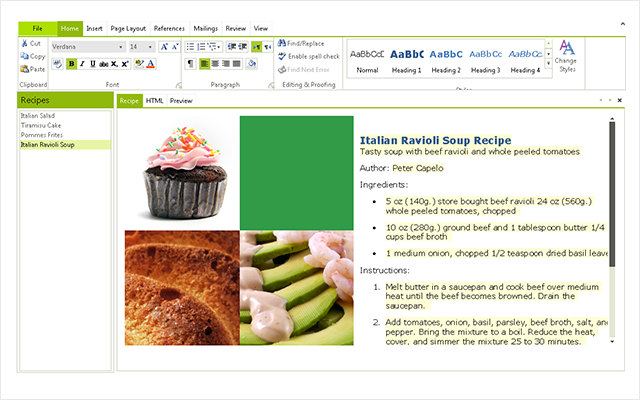 File Home Insert Page Layout References Mailings Review View
Cut
Copy
Paste
Clipboard
Verdana 14
B I U abc
Font
Paragraph
Find/Replace
Enable spell check
Find Next Error
Editing & Proofing
AaBbCcD AaBbC AaBbC AaBbCc AaBbCc
Normal Heading 1 Heading 2 Heading 3 Heading 4
Change
Styles
Recipes
Italian Salad
Tiramisu Cake
Pommes Frites
Italian Ravioli Soup
Recipe HTML Preview
Italian Ravioli Soup Recipe
Tasty soup with beef ravioli and whole peeled tomatoes
Author: Peter Capelo
Ingredients:
• 5 oz (140g.) store bought beef ravioli 24 oz (560g.)
whole peeled tomatoes, chopped
• 10 oz (280g.) ground beef and 1 tablespoon butter 1/4
cups beef broth
• 1 medium onion, chopped 1/2 teaspoon dried basil leave
Instructions:
1. Melt butter in a saucepan and cook beef over medium
heat until the beef becomes browned. Drain the
saucepan.
2. Add tomatoes, onion, basil, parsley, beef broth, salt, and
pepper. Bring the mixture to a boil. Reduce the heat,
cover, and simmer the mixture 25 to 30 minutes.